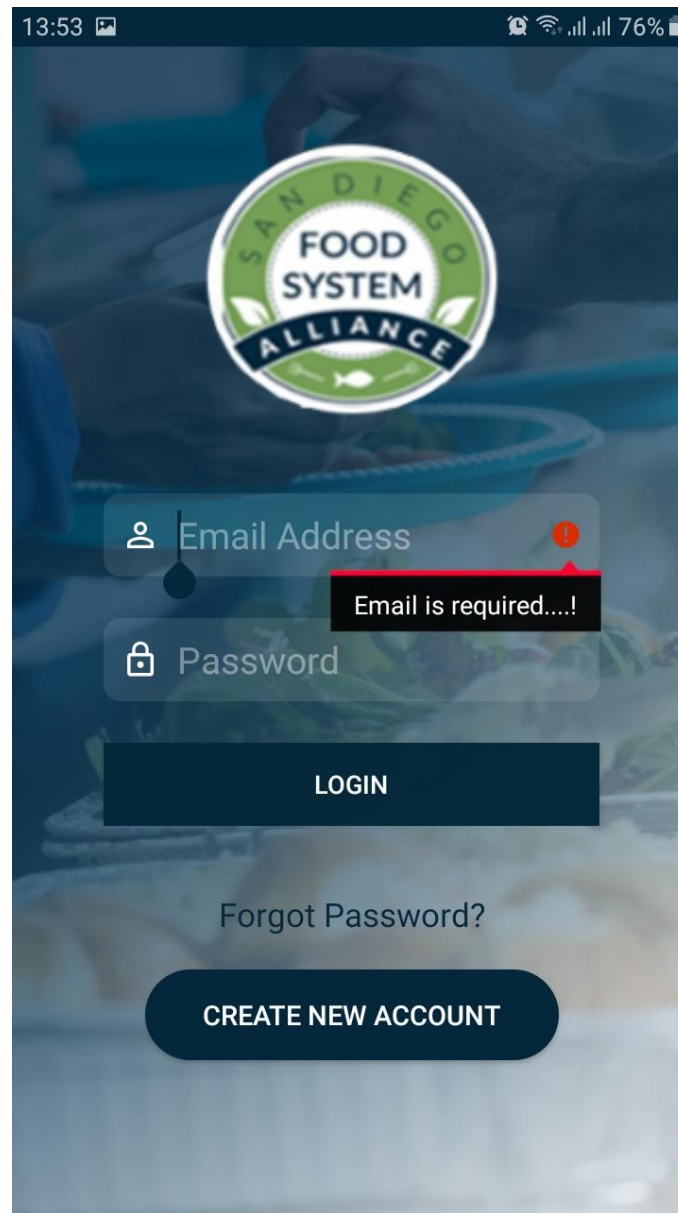 13:53
76%
SAN DIEGO
FOOD
SYSTEM
ALLIANCE
Email Address
Email is required....!
Password
LOGIN
Forgot Password?
CREATE NEW ACCOUNT